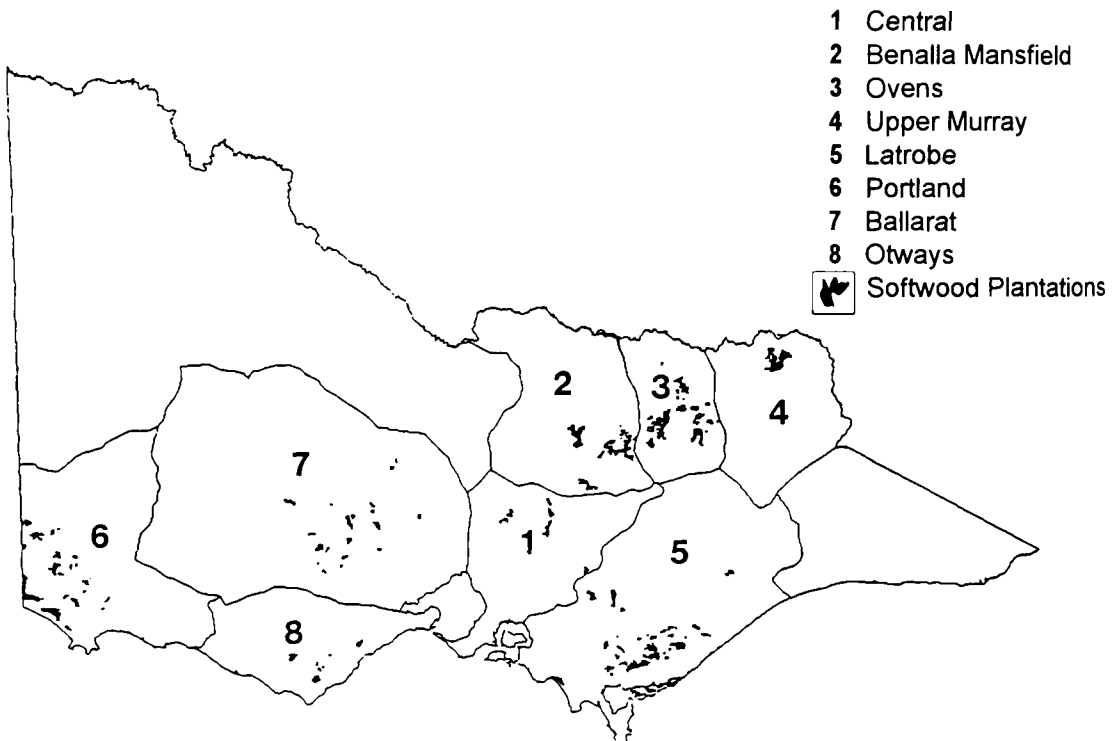 1 Central
2 Benalla Mansfield
3 Ovens
4 Upper Murray
5 Latrobe
6 Portland
7 Ballarat
8 Otways
Softwood Plantations
2
3
4
7
6
1
5
8